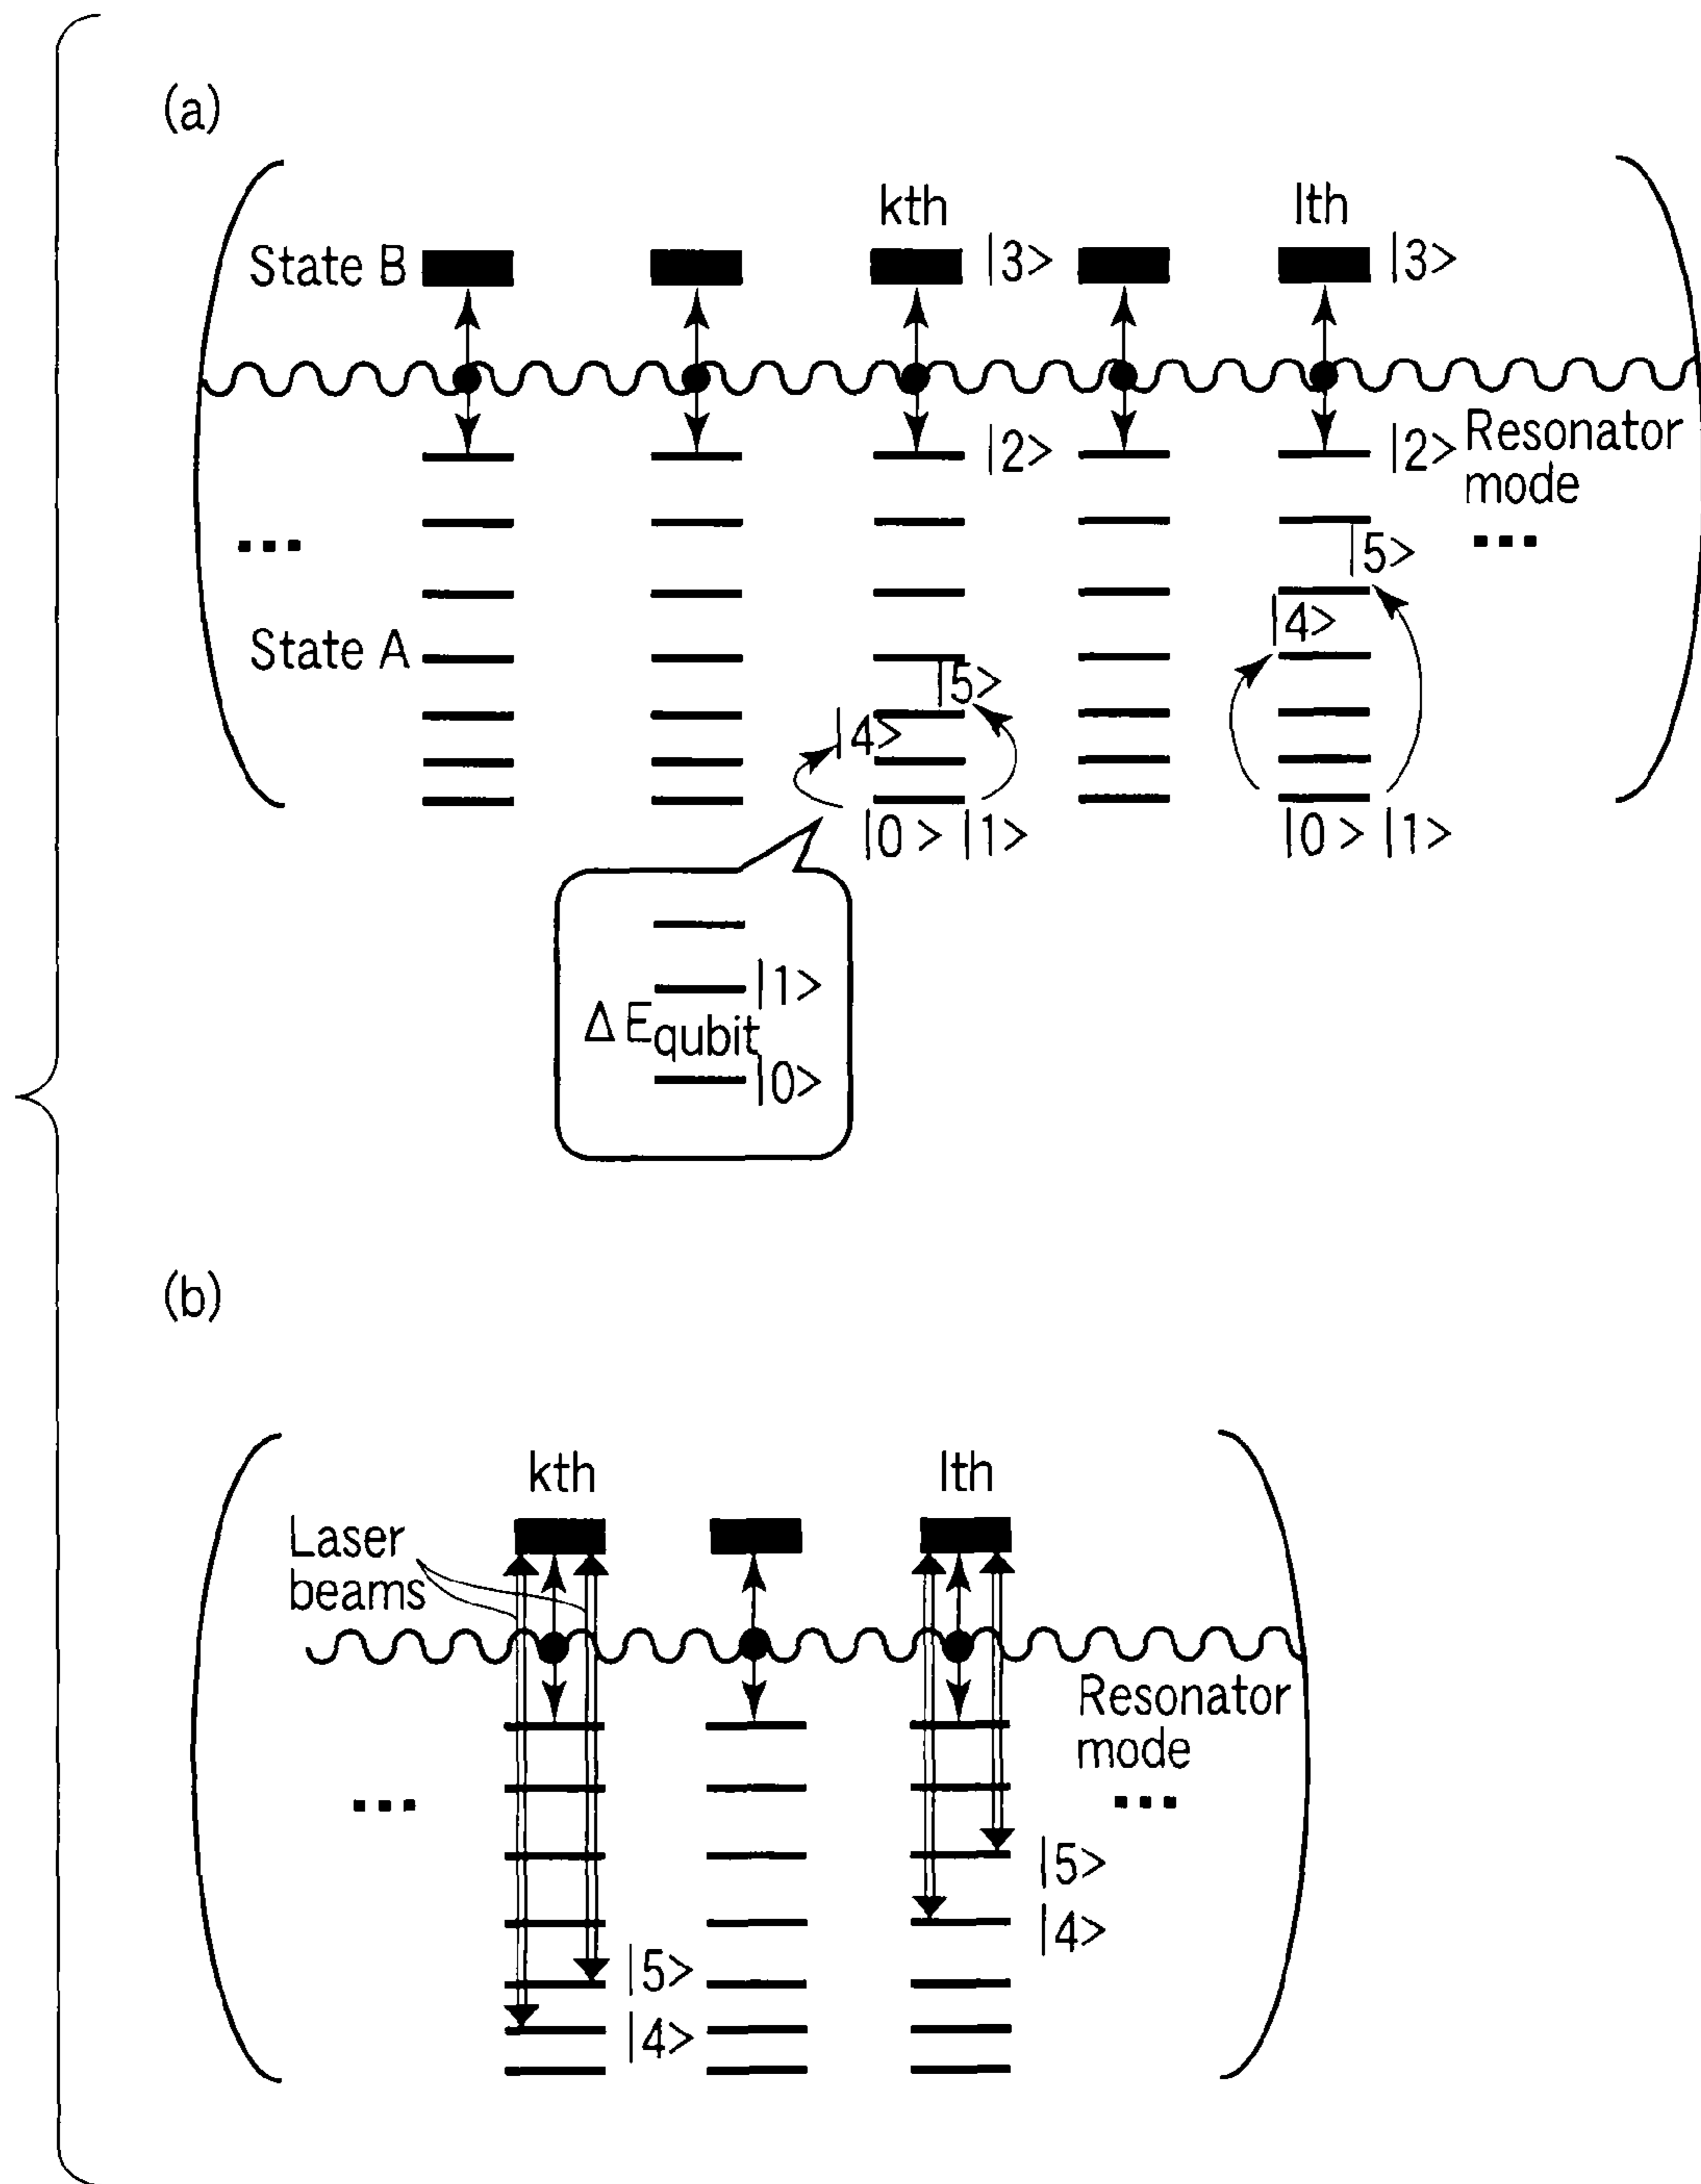 (a)
kth lth
State B |3> |3>
|2> |2> Resonator
mode
... |5> ...
|4>
State A
|5>
|4>
|0> |1> |0> |1>
|1>
ΔEqubit
|0>
(b)
kth lth
Laser
beams
Resonator
mode
... ...
|5>
|4>
|5>
|4>